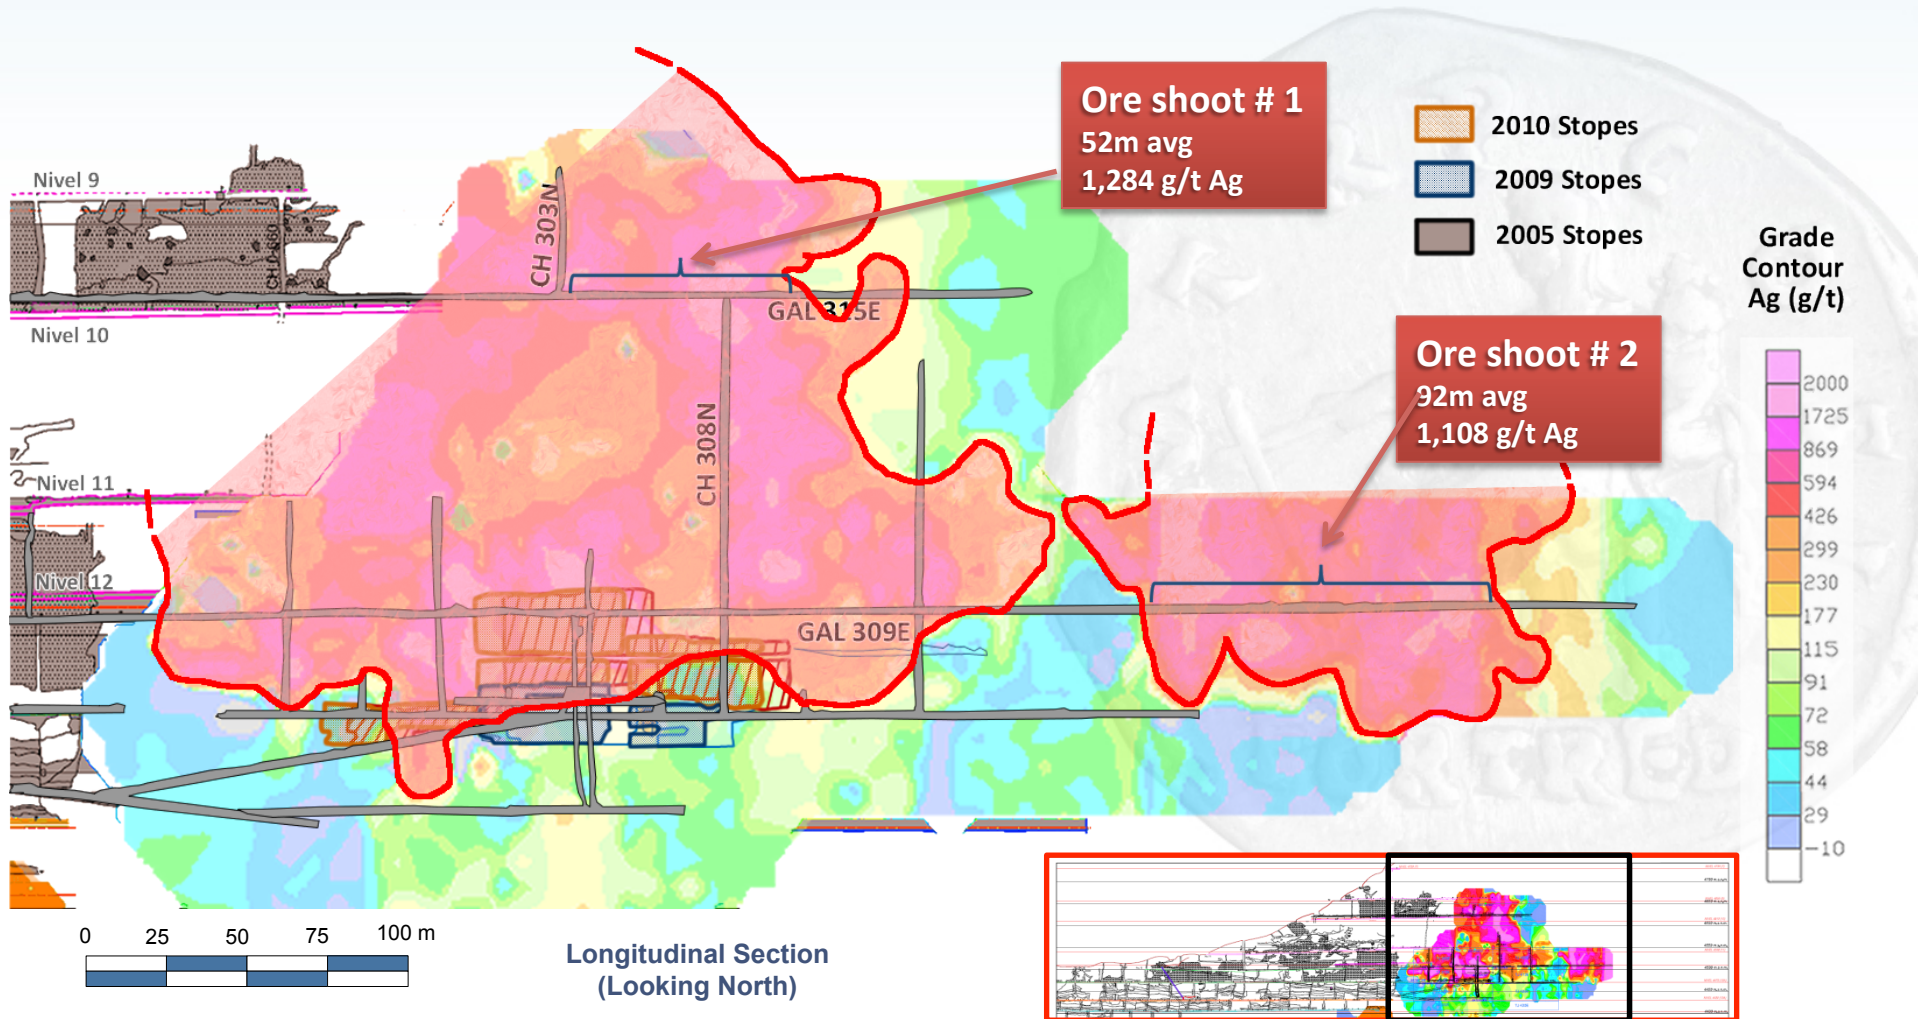 Ore shoot # 1
52m avg
1,284 g/t Ag
2010 Stopes
2009 Stopes
2005 Stopes
Nivel 9
CH 303N
Grade
Contour
Ag (g/t)
Nivel 10
GAL 315E
Ore shoot # 2
92m avg
1,108 g/t Ag
2000
1725
869
594
426
299
230
177
115
91
72
58
44
29
-10
CH 308N
Nivel 11
Nivel 12
GAL 309E
0 25 50 75 100 m
Longitudinal Section
(Looking North)